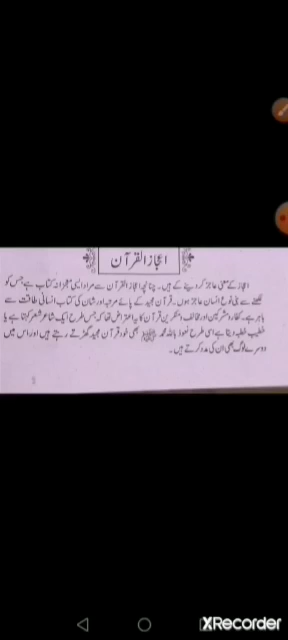 اعجاز القرآن
اعجاز کے معنی عاجز کر دینے کے ہیں۔ چنانچہ اعجاز القرآن سے مراد ایسی معجزانہ کتاب ہے جس کو
لکھنے سے بنی نوع انسان عاجز ہوں۔ قرآن مجید کے پائے مرتبہ اور شان کی کتاب انسانی طاقت سے
باہر ہے۔ کفار و مشرکین اور مخالف و منکرین قرآن کا یہ اعتراض تھا کہ جس طرح ایک شاعر شعر کہتا ہے یا
خطیب خطبہ دیتا ہے اسی طرح نعوذ باللہ محمد ﷺ بھی خود قرآن مجید گھڑتے رہتے ہیں اور اس میں
دوسرے لوگ بھی ان کی مدد کرتے ہیں۔
XRecorder